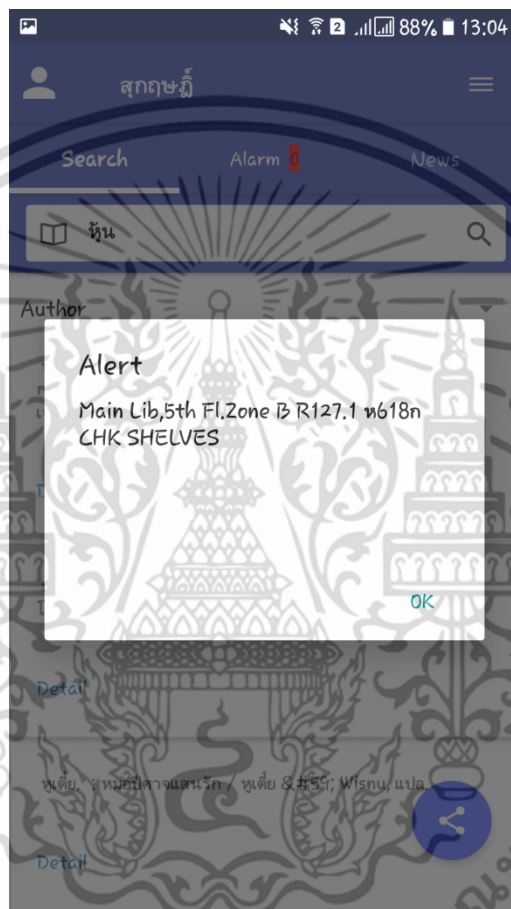 2 88% 13:04
สุกฤษฎิ์
Search Alarm 0 News
หุ้น
Author
Alert
Main Lib,5th Fl.Zone B R127.1 ห618ก
CHK SHELVES
OK
Detail
หูเตี๋ย, : หมอปีศาจแสนรัก / หูเตี๋ย &#59; Wisnu, แปล
Detail